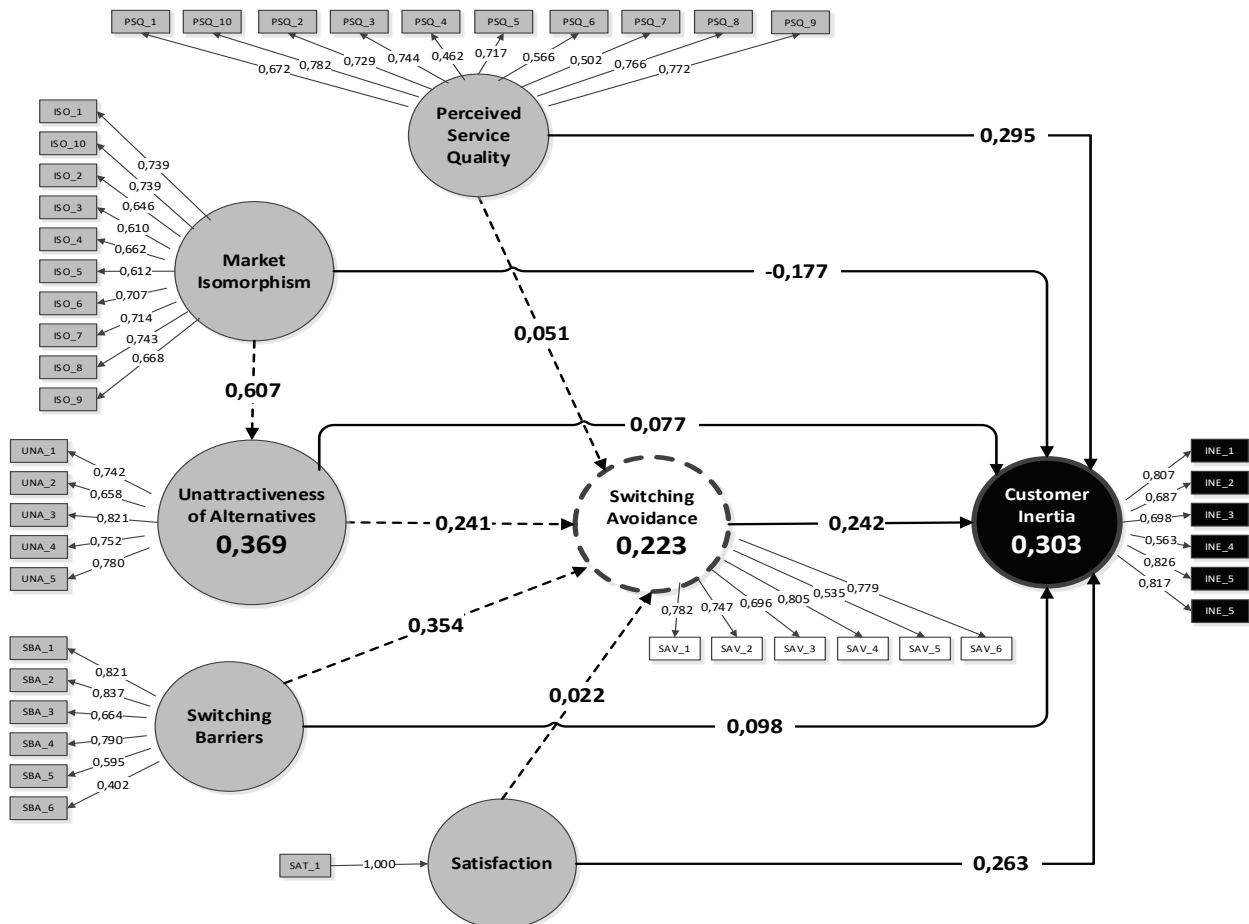 PSQ_1
PSQ_10
PSQ_2
PSQ_3
PSQ_4
PSQ_5
PSQ_6
PSQ_7
PSQ_8
PSQ_9
0,672
0,782
0,729
0,744
0,462
0,717
0,566
0,502
0,766
0,772
Perceived
Service
Quality
0,295
ISO_1
ISO_10
ISO_2
ISO_3
ISO_4
ISO_5
ISO_6
ISO_7
ISO_8
ISO_9
0,739
0,739
0,646
0,610
0,662
0,612
0,707
0,714
0,743
0,668
Market
Isomorphism
-0,177
0,051
0,607
0,077
UNA_1
UNA_2
UNA_3
UNA_4
UNA_5
0,742
0,658
0,821
0,752
0,780
Unattractiveness
of Alternatives
0,369
0,241
Switching
Avoidance
0,223
0,242
Customer
Inertia
0,303
0,807
0,687
0,698
0,563
0,826
0,817
INE_1
INE_2
INE_3
INE_4
INE_5
INE_5
0,782
0,747
0,696
0,805
0,535
0,779
SAV_1
SAV_2
SAV_3
SAV_4
SAV_5
SAV_6
0,354
SBA_1
SBA_2
SBA_3
SBA_4
SBA_5
SBA_6
0,821
0,837
0,664
0,790
0,595
0,402
Switching
Barriers
0,022
0,098
SAT_1
1,000
Satisfaction
0,263